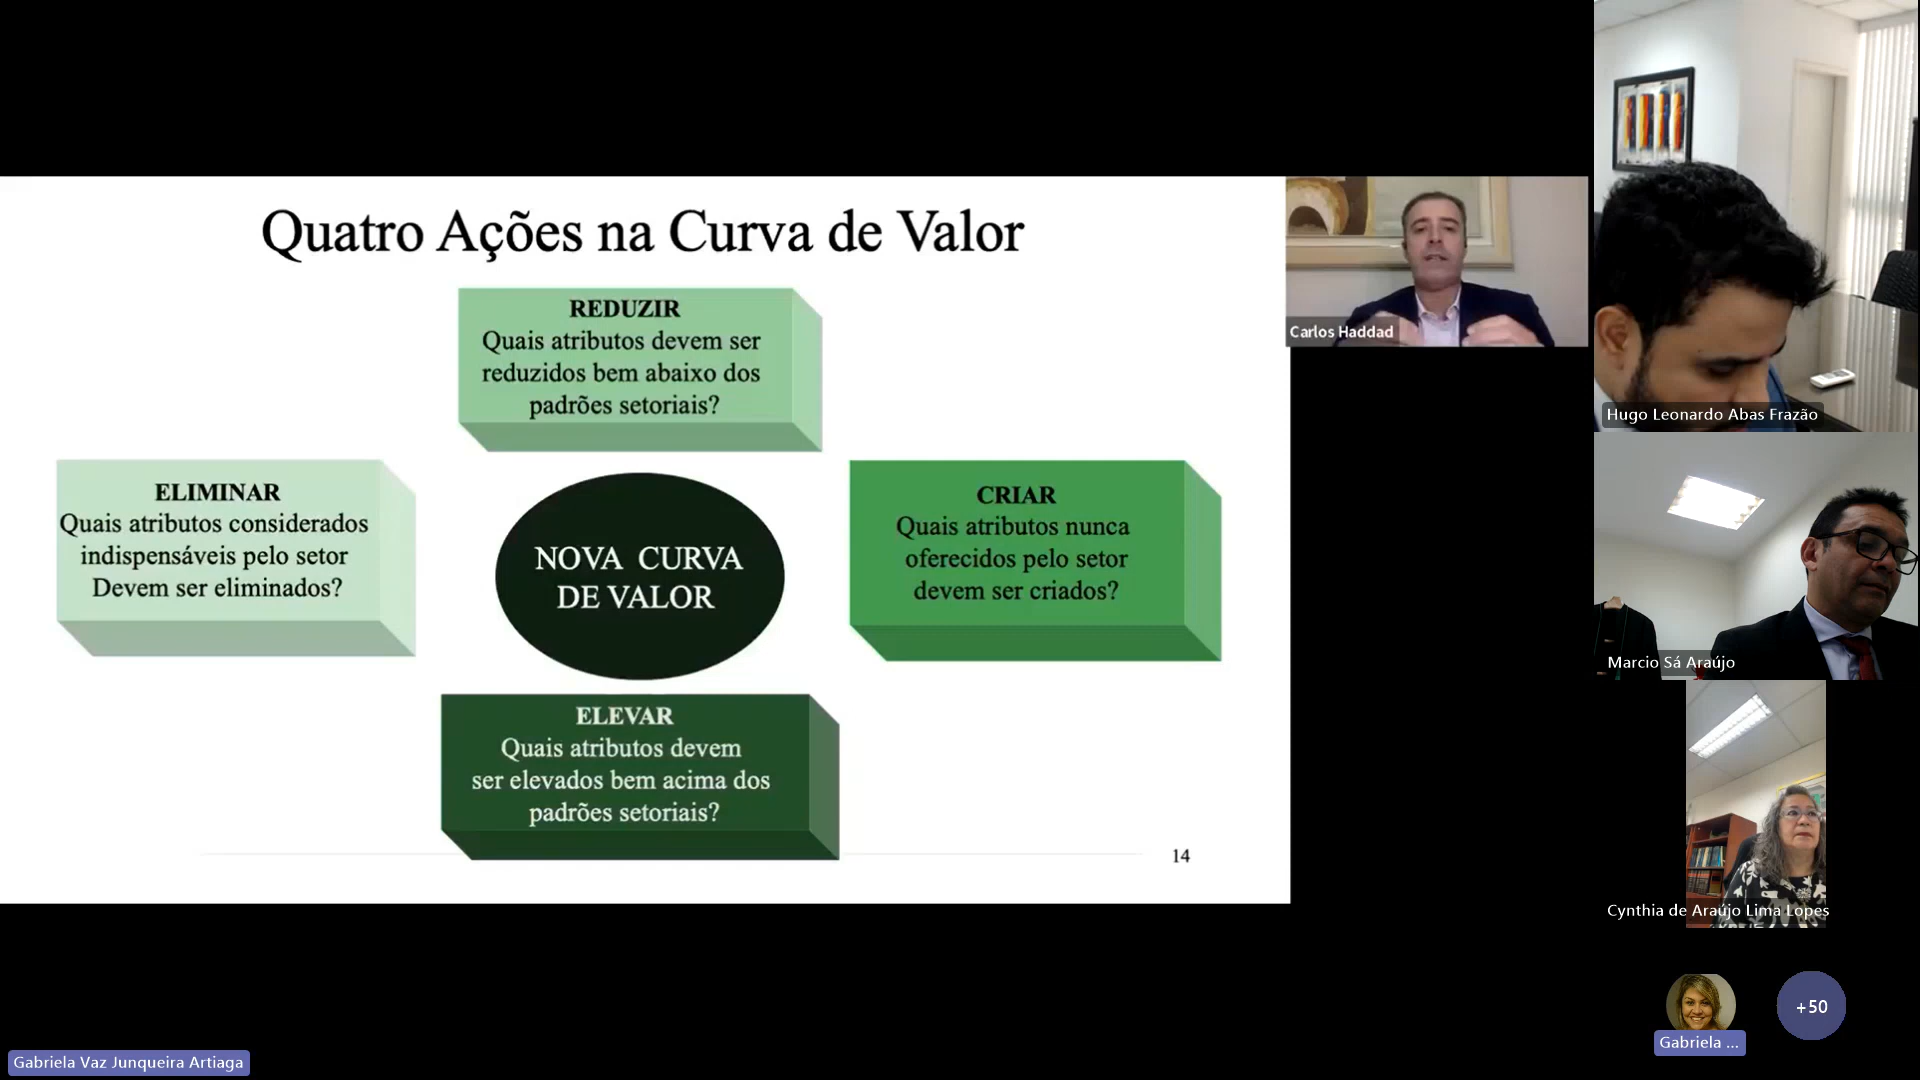 Quatro Ações na Curva de Valor
REDUZIR
Quais atributos devem ser
reduzidos bem abaixo dos
padrões setoriais?
ELIMINAR
Quais atributos considerados
indispensáveis pelo setor
Devem ser eliminados?
NOVA CURVA
DE VALOR
CRIAR
Quais atributos nunca
oferecidos pelo setor
devem ser criados?
ELEVAR
Quais atributos devem
ser elevados bem acima dos
padrões setoriais?
14
Carlos Haddad
Hugo Leonardo Abas Frazão
Marcio Sá Araújo
Cynthia de Araújo Lima Lopes
Gabriela ...
+50
Gabriela Vaz Junqueira Artiaga